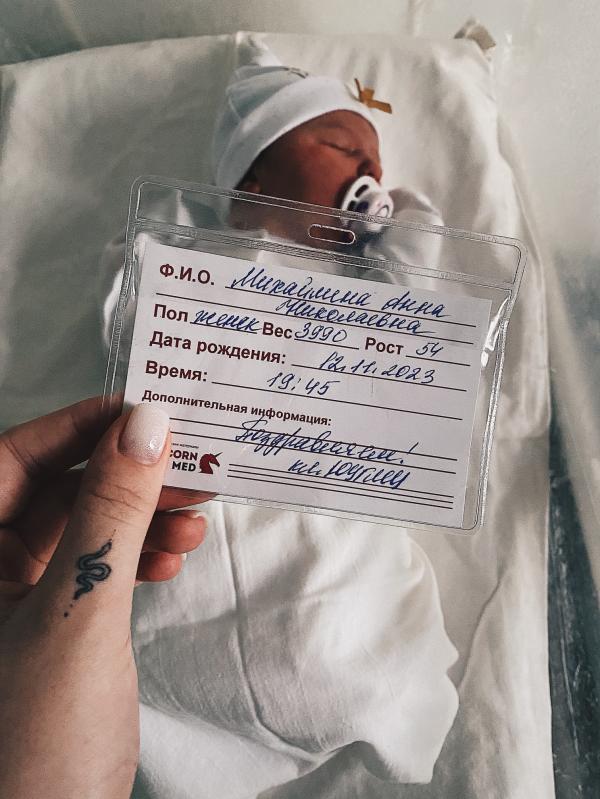 Ф.И.О. Михайлина Анна
Николаевна
Пол женск Вес 3990 Рост 54
Дата рождения: 12.11.2023
Время: 19:45
Дополнительная информация:
Поздравляем!
CORN
MED